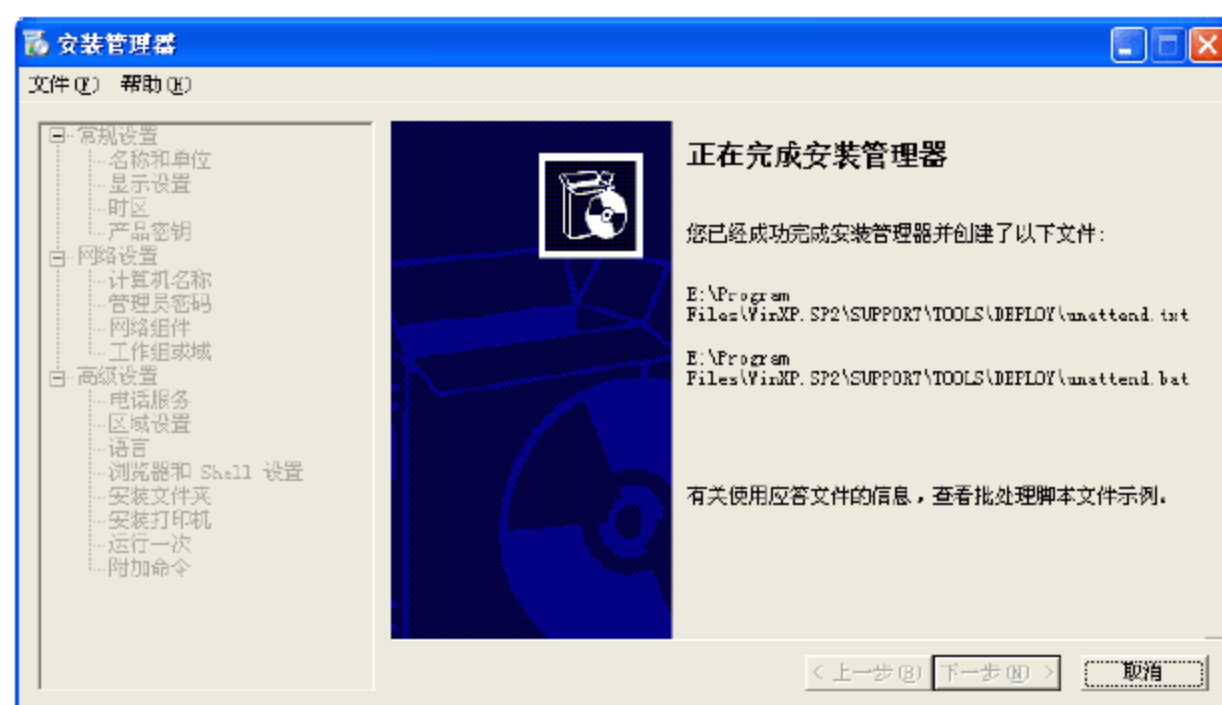 安装管理器
文件(F) 帮助(H)
常规设置
名称和单位
显示设置
时区
产品密钥
网络设置
计算机名称
管理员密码
网络组件
工作组或域
高级设置
电话服务
区域设置
语言
浏览器和 Shell 设置
安装文件夹
安装打印机
运行一次
附加命令
正在完成安装管理器
您已经成功完成安装管理器并创建了以下文件:
E:\Program
Files\WinXP.SP2\SUPPORT\TOOLS\DEPLOY\unattend.txt
E:\Program
Files\WinXP.SP2\SUPPORT\TOOLS\DEPLOY\unattend.bat
有关使用应答文件的信息，查看批处理脚本文件示例。
< 上一步(B) 下一步(N) > 取消